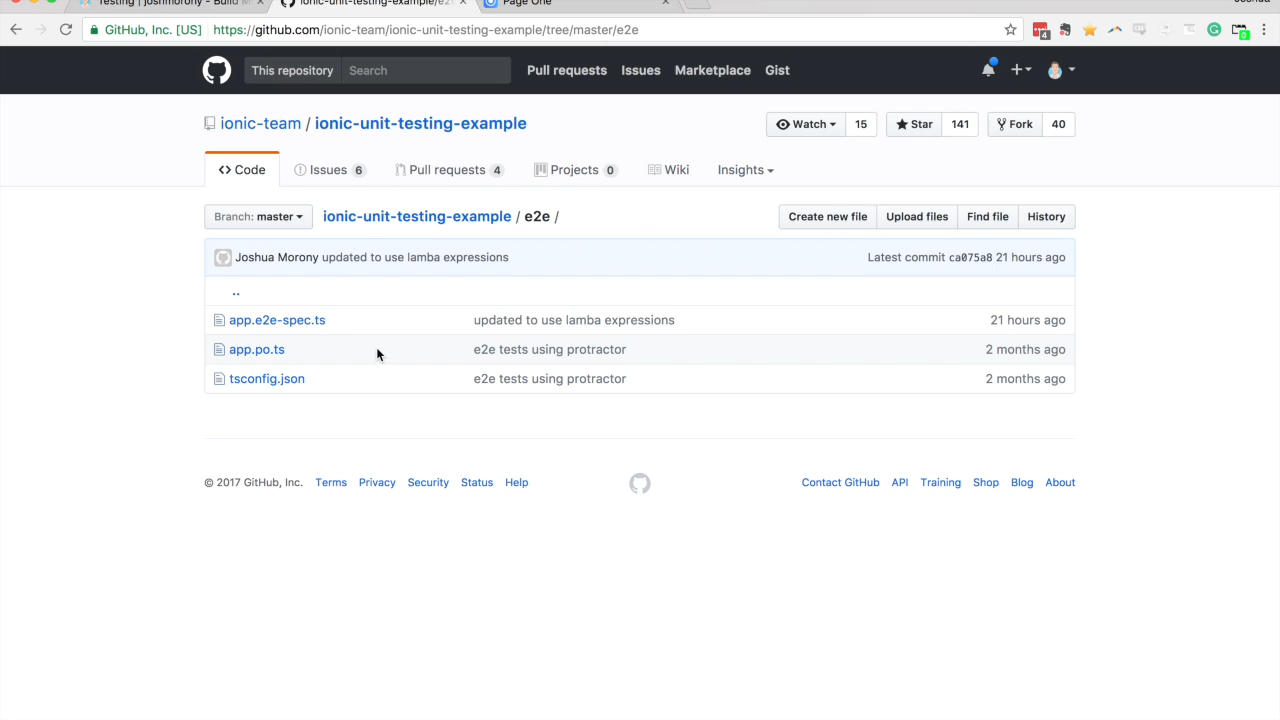 Testing | joshmorony - Build M
ionic-unit-testing-example/e2e
Page One
Joshua
GitHub, Inc. [US] https://github.com/ionic-team/ionic-unit-testing-example/tree/master/e2e
4
0
This repository Search Pull requests Issues Marketplace Gist
ionic-team / ionic-unit-testing-example
Watch 15 Star 141 Fork 40
Code Issues 6 Pull requests 4 Projects 0 Wiki Insights
Branch: master ionic-unit-testing-example / e2e / Create new file Upload files Find file History
Joshua Morony updated to use lamba expressions Latest commit ca075a8 21 hours ago
..
app.e2e-spec.ts updated to use lamba expressions 21 hours ago
app.po.ts e2e tests using protractor 2 months ago
tsconfig.json e2e tests using protractor 2 months ago
© 2017 GitHub, Inc. Terms Privacy Security Status Help Contact GitHub API Training Shop Blog About